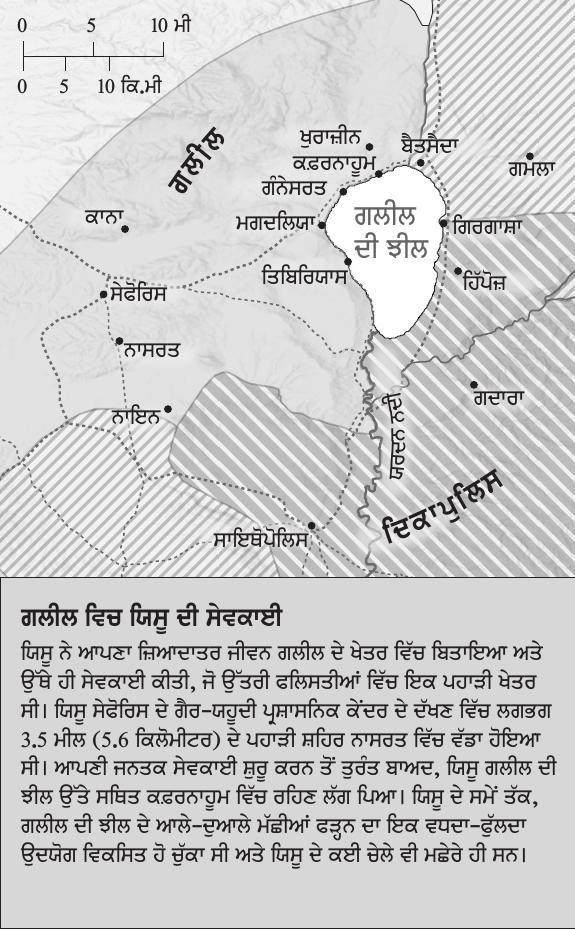 0 5 10 ਮੀ
0 5 10 ਕਿ.ਮੀ
ਗਲੀਲ
ਖੁਰਾਜ਼ੀਨ
ਬੈਤਸੈਦਾ
ਕਫ਼ਰਨਾਹੂਮ
ਗਮਲਾ
ਗੰਨੇਸਰਤ
ਕਾਨਾ
ਮਗਦਲਿਯਾ
ਗਲੀਲ
ਦੀ ਝੀਲ
ਗਿਰਗਾਸ਼ਾ
ਤਿਬਿਰਿਯਾਸ
ਹਿੱਪੋਜ਼
ਸੇਫੋਰਿਸ
ਨਾਸਰਤ
ਗਦਾਰਾ
ਨਾਇਨ
ਯਰਦਨ ਨਦੀ
ਦਿਕਾਪੁਲਿਸ
ਸਾਇਥੋਪੋਲਿਸ
ਗਲੀਲ ਵਿਚ ਯਿਸੂ ਦੀ ਸੇਵਕਾਈ
ਯਿਸੂ ਨੇ ਆਪਣਾ ਜ਼ਿਆਦਾਤਰ ਜੀਵਨ ਗਲੀਲ ਦੇ ਖੇਤਰ ਵਿੱਚ ਬਿਤਾਇਆ ਅਤੇ
ਉੱਥੇ ਹੀ ਸੇਵਕਾਈ ਕੀਤੀ, ਜੋ ਉੱਤਰੀ ਫਲਿਸਤੀਆਂ ਵਿੱਚ ਇਕ ਪਹਾੜੀ ਖੇਤਰ
ਸੀ। ਯਿਸੂ ਸੇਫੋਰਿਸ ਦੇ ਗੈਰ-ਯਹੂਦੀ ਪ੍ਰਸ਼ਾਸਨਿਕ ਕੇਂਦਰ ਦੇ ਦੱਖਣ ਵਿੱਚ ਲਗਭਗ
3.5 ਮੀਲ (5.6 ਕਿਲੋਮੀਟਰ) ਦੇ ਪਹਾੜੀ ਸ਼ਹਿਰ ਨਾਸਰਤ ਵਿੱਚ ਵੱਡਾ ਹੋਇਆ
ਸੀ। ਆਪਣੀ ਜਨਤਕ ਸੇਵਕਾਈ ਸ਼ੁਰੂ ਕਰਨ ਤੋਂ ਤੁਰੰਤ ਬਾਅਦ, ਯਿਸੂ ਗਲੀਲ ਦੀ
ਝੀਲ ਉੱਤੇ ਸਥਿਤ ਕਫ਼ਰਨਾਹੂਮ ਵਿੱਚ ਰਹਿਣ ਲੱਗ ਪਿਆ। ਯਿਸੂ ਦੇ ਸਮੇਂ ਤੱਕ,
ਗਲੀਲ ਦੀ ਝੀਲ ਦੇ ਆਲੇ-ਦੁਆਲੇ ਮੱਛੀਆਂ ਫੜ੍ਹਨ ਦਾ ਇਕ ਵਧਦਾ-ਫੁੱਲਦਾ
ਉਦਯੋਗ ਵਿਕਸਿਤ ਹੋ ਚੁੱਕਾ ਸੀ ਅਤੇ ਯਿਸੂ ਦੇ ਕਈ ਚੇਲੇ ਵੀ ਮਛੇਰੇ ਹੀ ਸਨ।